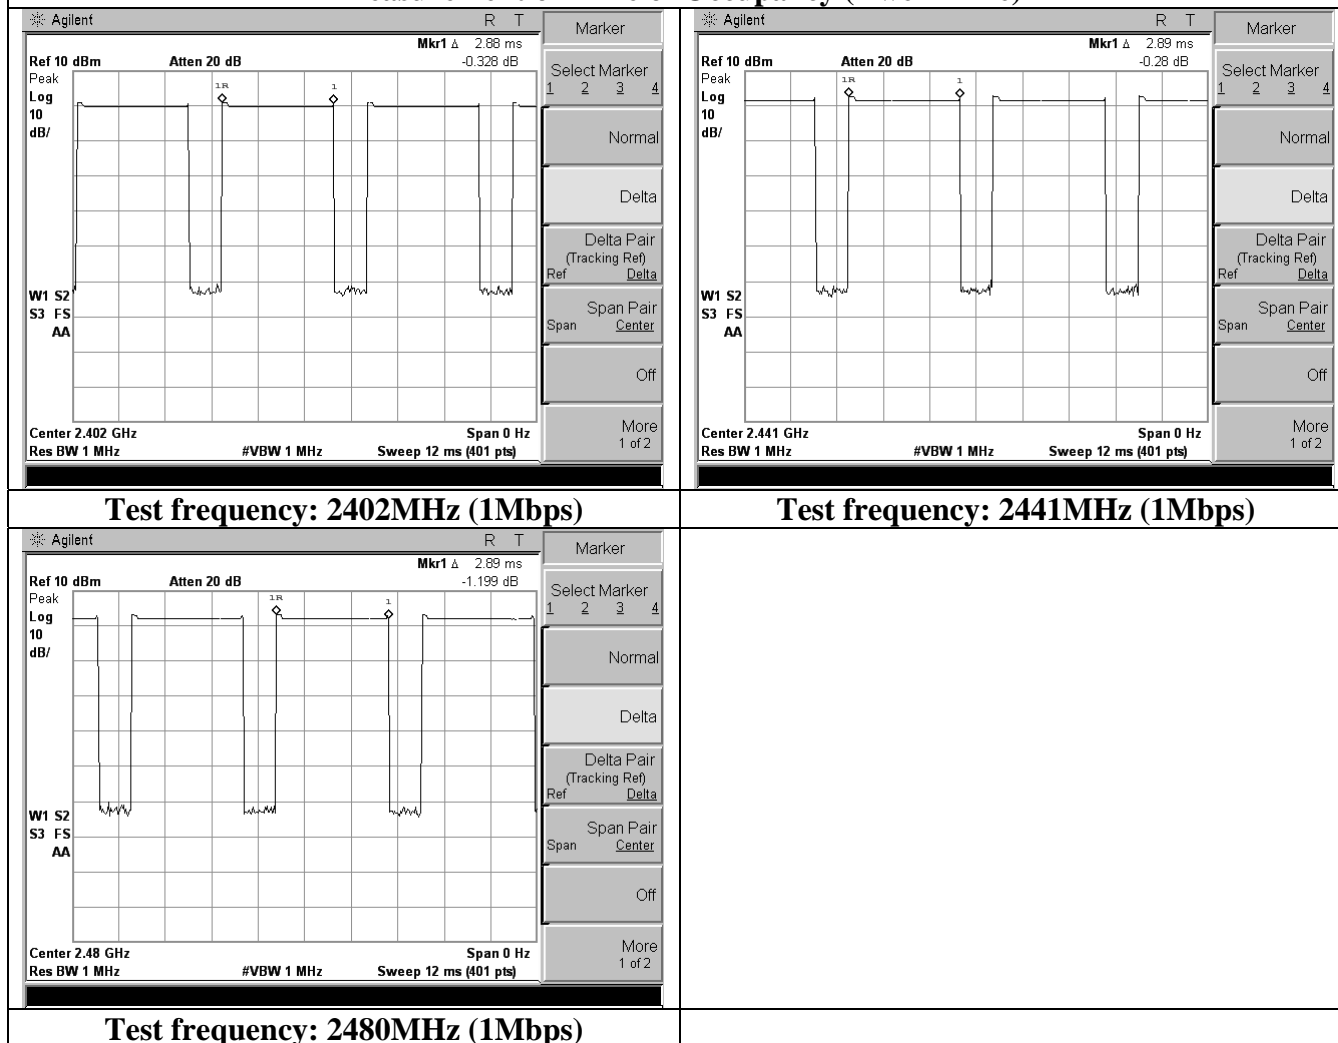 Agilent R T
Mkr1 Δ 2.88 ms
Ref 10 dBm Atten 20 dB -0.328 dB
Peak
Log
10
dB/
1R 1
W1 S2
S3 FS
AA
Center 2.402 GHz Span 0 Hz
Res BW 1 MHz #VBW 1 MHz Sweep 12 ms (401 pts)
Marker
Select Marker
1 2 3 4
Normal
Delta
Delta Pair
(Tracking Ref)
Ref Delta
Span Pair
Span Center
Off
More
1 of 2
Agilent R T
Mkr1 Δ 2.89 ms
Ref 10 dBm Atten 20 dB -0.28 dB
Peak
Log
10
dB/
1R 1
W1 S2
S3 FS
AA
Center 2.441 GHz Span 0 Hz
Res BW 1 MHz #VBW 1 MHz Sweep 12 ms (401 pts)
Marker
Select Marker
1 2 3 4
Normal
Delta
Delta Pair
(Tracking Ref)
Ref Delta
Span Pair
Span Center
Off
More
1 of 2
Test frequency: 2402MHz (1Mbps)
Test frequency: 2441MHz (1Mbps)
Agilent R T
Mkr1 Δ 2.89 ms
Ref 10 dBm Atten 20 dB -1.199 dB
Peak
Log
10
dB/
1R 1
W1 S2
S3 FS
AA
Center 2.48 GHz Span 0 Hz
Res BW 1 MHz #VBW 1 MHz Sweep 12 ms (401 pts)
Marker
Select Marker
1 2 3 4
Normal
Delta
Delta Pair
(Tracking Ref)
Ref Delta
Span Pair
Span Center
Off
More
1 of 2
Test frequency: 2480MHz (1Mbps)